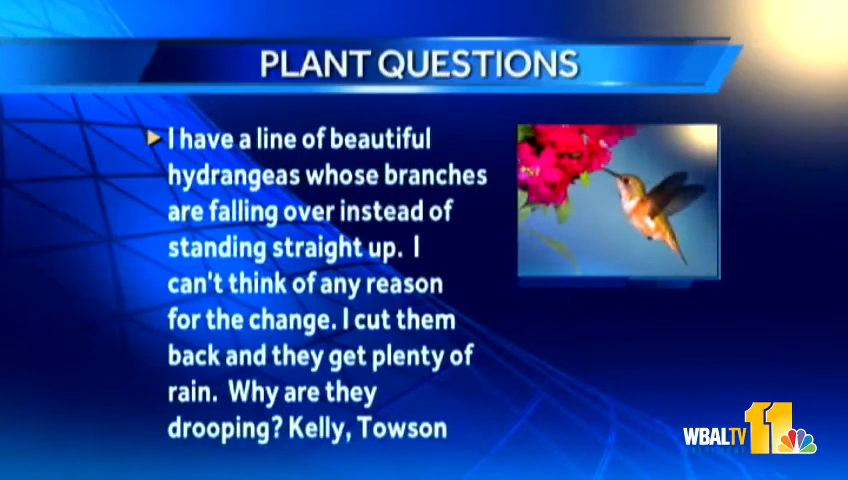 PLANT QUESTIONS
I have a line of beautiful
hydrangeas whose branches
are falling over instead of
standing straight up.  I
can't think of any reason
for the change. I cut them
back and they get plenty of
rain.  Why are they
drooping? Kelly, Towson
WBALTV 11